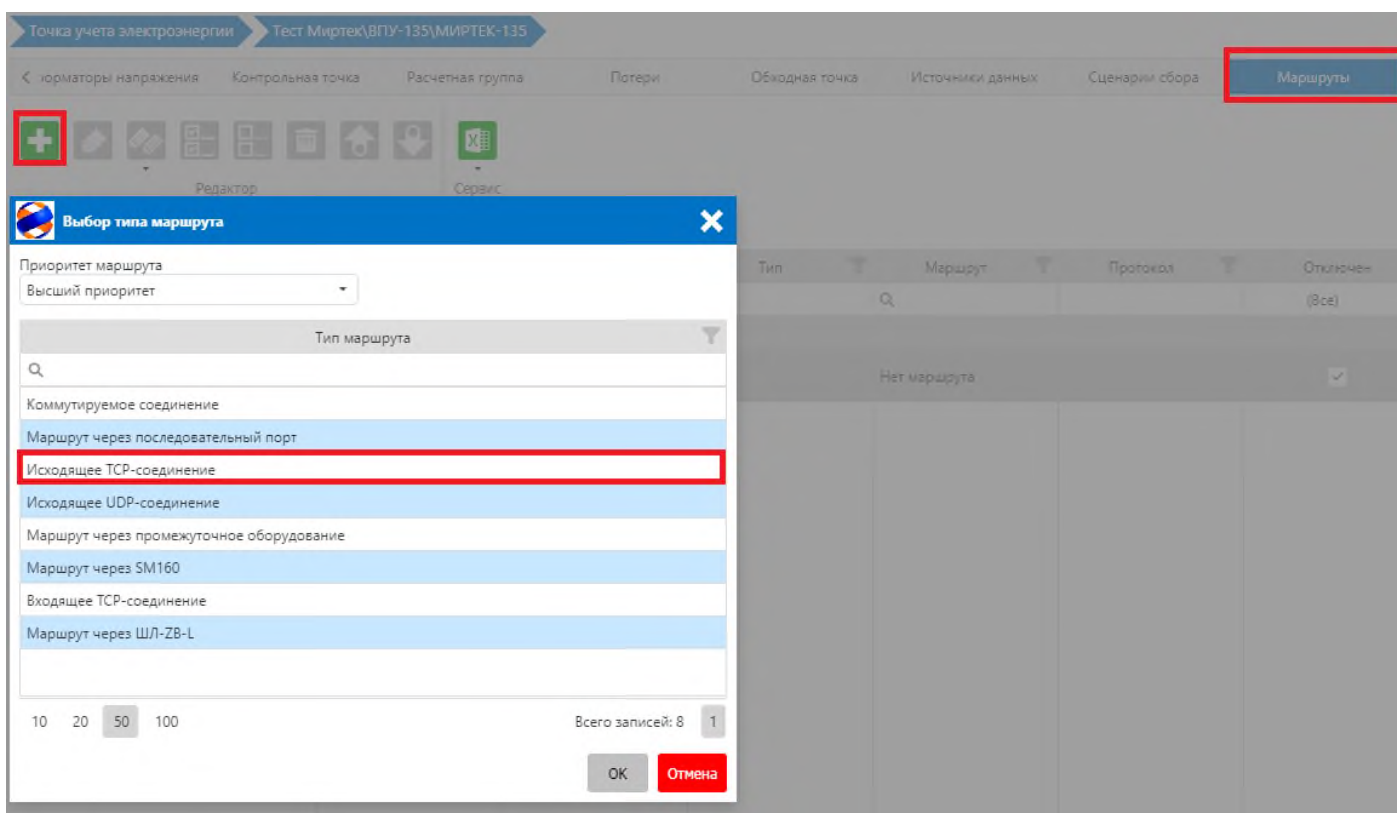 Точка учета электроэнергии Тест Миртек\ВПУ-135\МИРТЕК-135
орматоры напряжения Контрольная точка Расчетная группа Потери Обходная точка Источники данных Сценарии сбора Маршруты
Редактор Сервис
Выбор типа маршрута
Приоритет маршрута
Высший приоритет
Тип Маршрут Протокол Отключен
(Все)
Тип маршрута
Нет маршрута
Коммутируемое соединение
Маршрут через последовательный порт
Исходящее TCP-соединение
Исходящее UDP-соединение
Маршрут через промежуточное оборудование
Маршрут через SM160
Входящее TCP-соединение
Маршрут через ШЛ-ZB-L
10 20 50 100 Всего записей: 8 1
OK Отмена